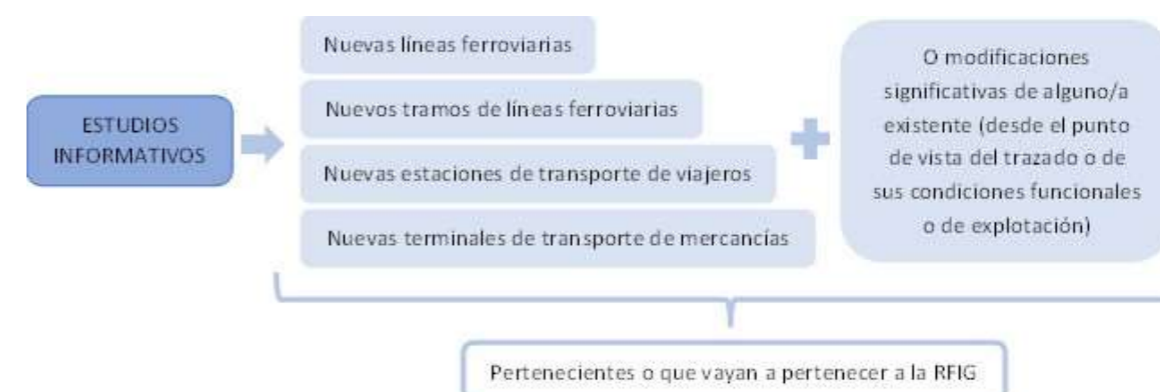 ESTUDIOS
INFORMATIVOS
Nuevas líneas ferroviarias
Nuevos tramos de líneas ferroviarias
Nuevas estaciones de transporte de viajeros
Nuevas terminales de transporte de mercancías
O modificaciones
significativas de alguno/a
existente (desde el punto
de vista del trazado o de
sus condiciones funcionales
o de explotación)
Pertenecientes o que vayan a pertenecer a la RFIG